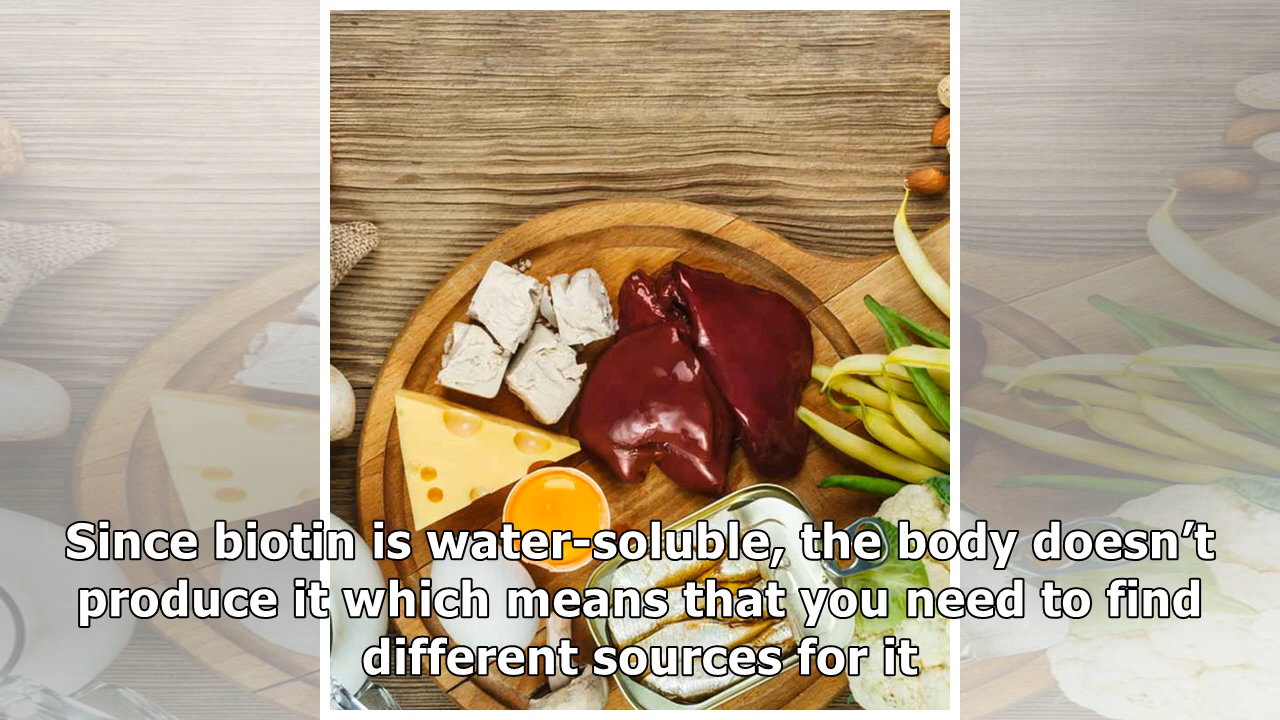 Since biotin is water-soluble, the body doesn’t
produce it which means that you need to find
different sources for it